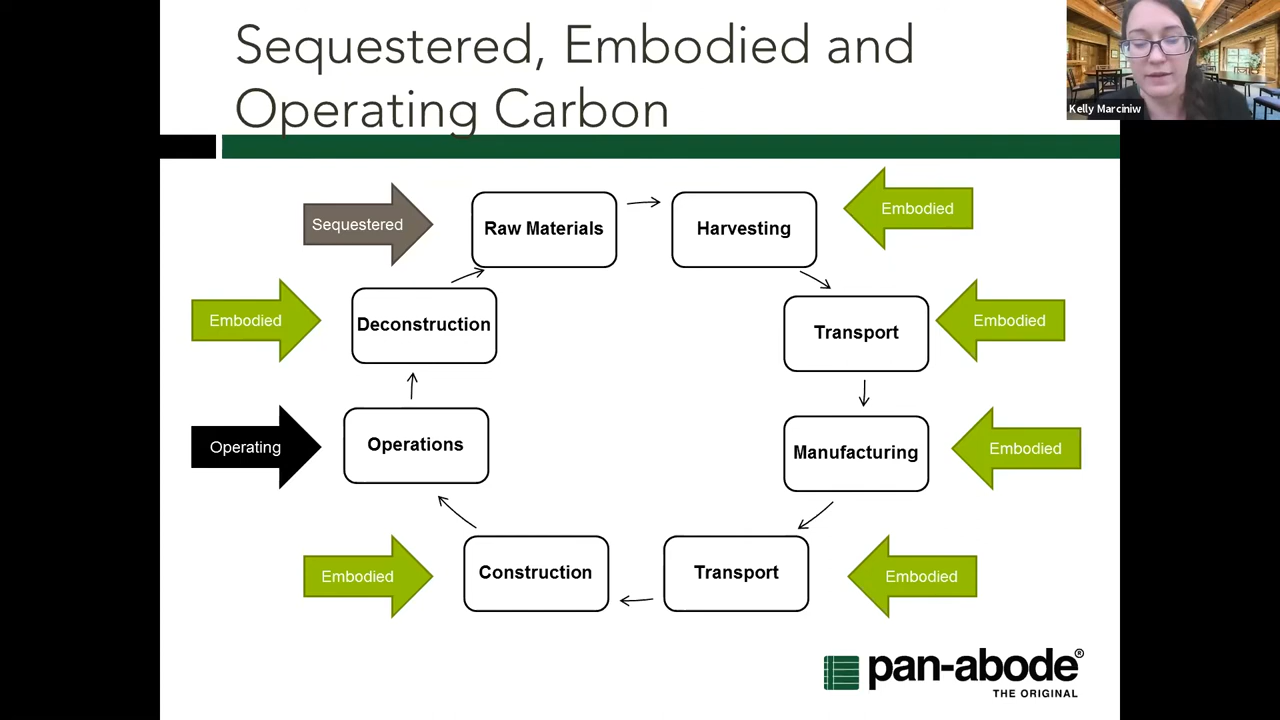 Sequestered, Embodied and
Operating Carbon
Kelly Marciniw
Sequestered
Raw Materials
Harvesting
Embodied
Embodied
Deconstruction
Transport
Embodied
Operating
Operations
Manufacturing
Embodied
Embodied
Construction
Transport
Embodied
pan-abode®
THE ORIGINAL